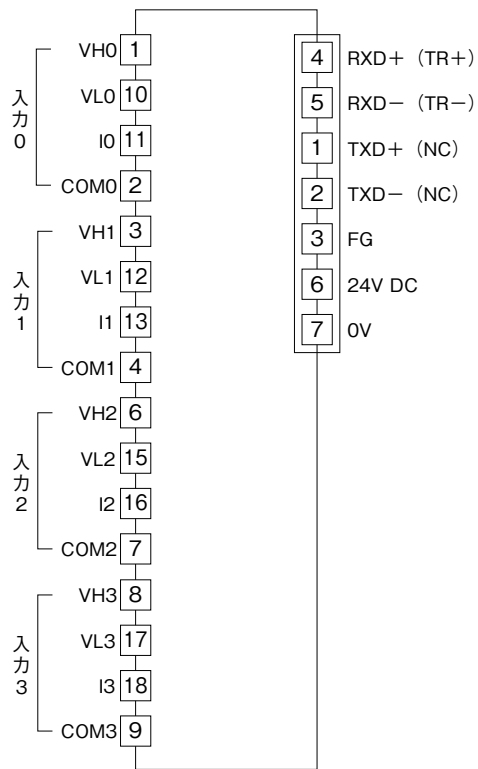 入力0
VH0 1
VL0 10
I0 11
COM0 2
入力1
VH1 3
VL1 12
I1 13
COM1 4
入力2
VH2 6
VL2 15
I2 16
COM2 7
入力3
VH3 8
VL3 17
I3 18
COM3 9
4 RXD+(TR+)
5 RXD−(TR−)
1 TXD+(NC)
2 TXD−(NC)
3 FG
6 24V DC
7 0V